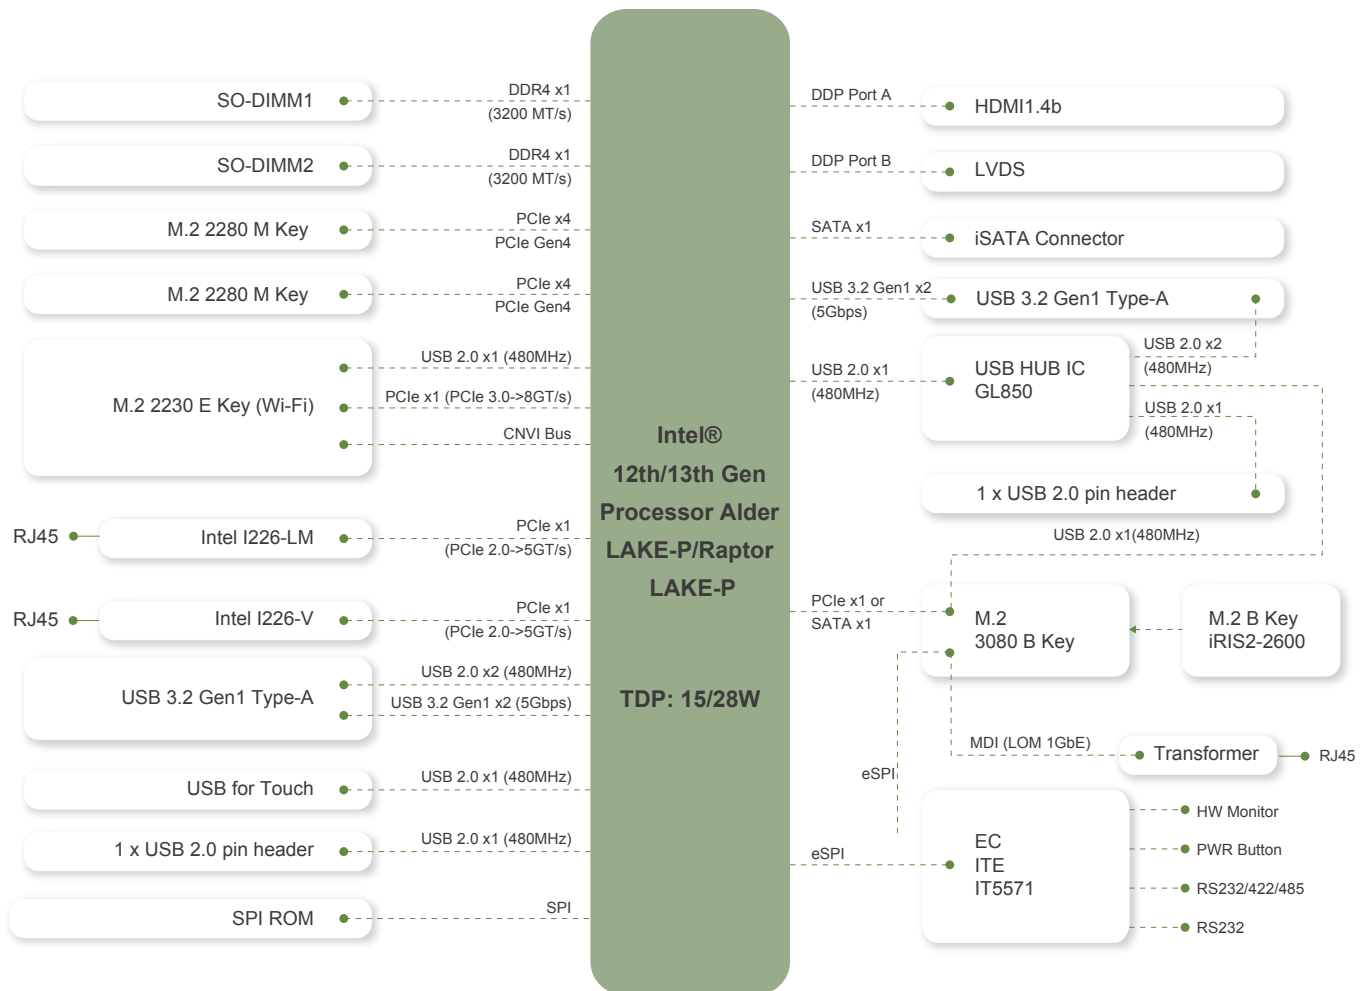 SO-DIMM1
DDR4 x1
(3200 MT/s)
SO-DIMM2
DDR4 x1
(3200 MT/s)
M.2 2280 M Key
PCIe x4
PCIe Gen4
M.2 2280 M Key
PCIe x4
PCIe Gen4
M.2 2230 E Key (Wi-Fi)
USB 2.0 x1 (480MHz)
PCIe x1 (PCIe 3.0->8GT/s)
CNVI Bus
RJ45
Intel I226-LM
PCIe x1
(PCIe 2.0->5GT/s)
RJ45
Intel I226-V
PCIe x1
(PCIe 2.0->5GT/s)
USB 3.2 Gen1 Type-A
USB 2.0 x2 (480MHz)
USB 3.2 Gen1 x2 (5Gbps)
USB for Touch
USB 2.0 x1 (480MHz)
1 x USB 2.0 pin header
USB 2.0 x1 (480MHz)
SPI ROM
SPI
Intel®
12th/13th Gen
Processor Alder
LAKE-P/Raptor
LAKE-P
TDP: 15/28W
DDP Port A
HDMI1.4b
DDP Port B
LVDS
SATA x1
iSATA Connector
USB 3.2 Gen1 x2
(5Gbps)
USB 3.2 Gen1 Type-A
USB 2.0 x1
(480MHz)
USB HUB IC
GL850
USB 2.0 x2
(480MHz)
USB 2.0 x1
(480MHz)
1 x USB 2.0 pin header
USB 2.0 x1(480MHz)
PCIe x1 or
SATA x1
M.2
3080 B Key
M.2 B Key
iRIS2-2600
MDI (LOM 1GbE)
Transformer
RJ45
eSPI
eSPI
EC
ITE
IT5571
HW Monitor
PWR Button
RS232/422/485
RS232